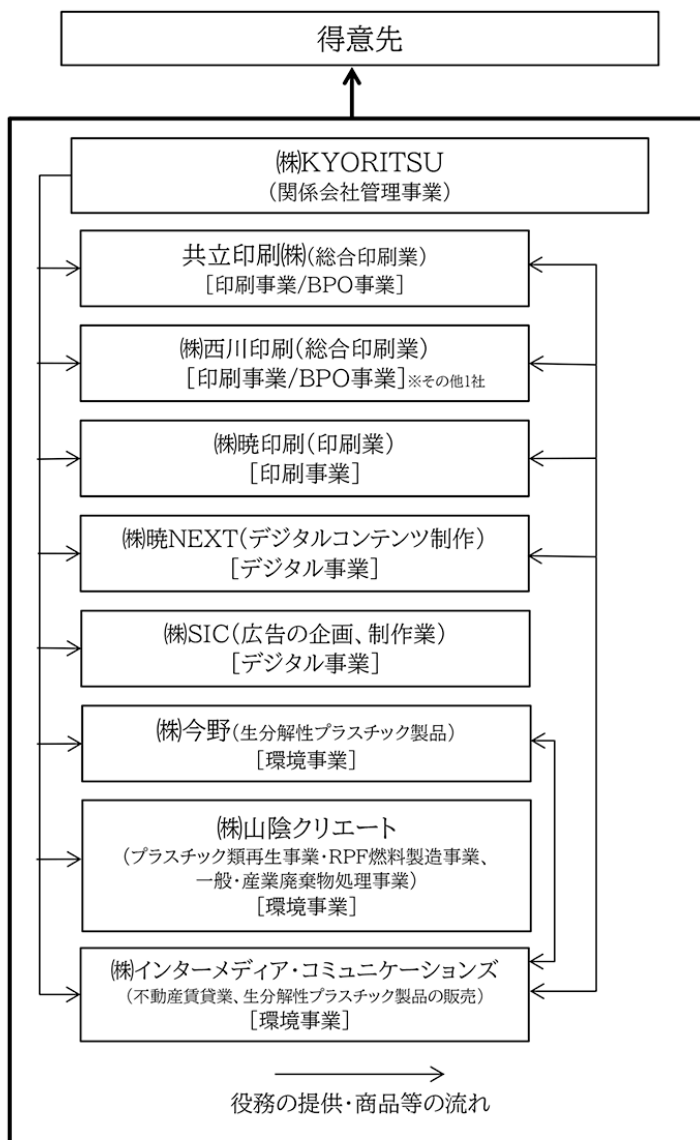 得意先
㈱KYORITSU
(関係会社管理事業)
共立印刷㈱(総合印刷業)
[印刷事業/BPO事業]
㈱西川印刷(総合印刷業)
[印刷事業/BPO事業]※その他1社
㈱暁印刷(印刷業)
[印刷事業]
㈱暁NEXT(デジタルコンテンツ制作)
[デジタル事業]
㈱SIC(広告の企画、制作業)
[デジタル事業]
㈱今野(生分解性プラスチック製品)
[環境事業]
㈱山陰クリエート
(プラスチック類再生事業・RPF燃料製造事業、
一般・産業廃棄物処理事業)
[環境事業]
㈱インターメディア・コミュニケーションズ
(不動産賃貸業、生分解性プラスチック製品の販売)
[環境事業]
役務の提供・商品等の流れ